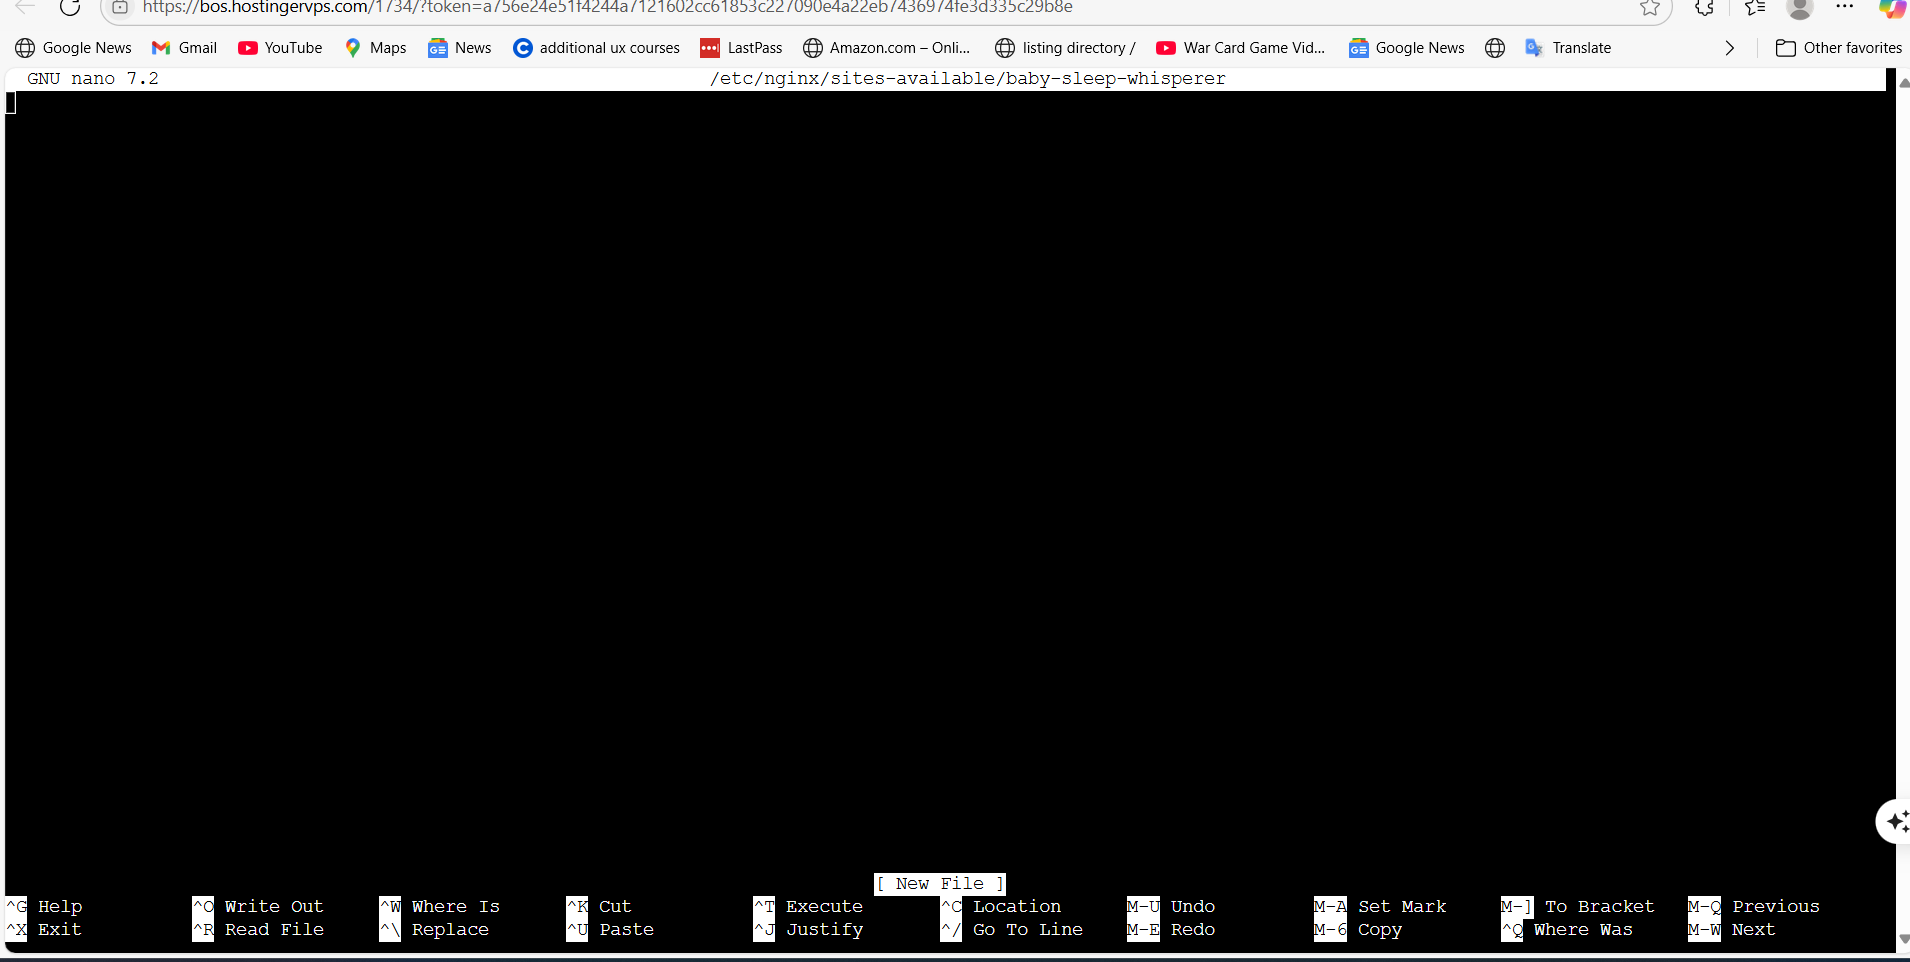 https://bos.hostingervps.com/1734/?token=a756e24e51f4244a7121602cc61853c227090e4a22eb7436974fe3d335c29b8e
Google News Gmail YouTube Maps News additional ux courses LastPass Amazon.com – Onli... listing directory / War Card Game Vid... Google News Translate Other favorites
GNU nano 7.2 /etc/nginx/sites-available/baby-sleep-whisperer
[ New File ]
^G Help ^O Write Out ^W Where Is ^K Cut ^T Execute ^C Location M-U Undo M-A Set Mark M-] To Bracket M-Q Previous
^X Exit ^R Read File ^\ Replace ^U Paste ^J Justify ^/ Go To Line M-E Redo M-6 Copy ^Q Where Was M-W Next